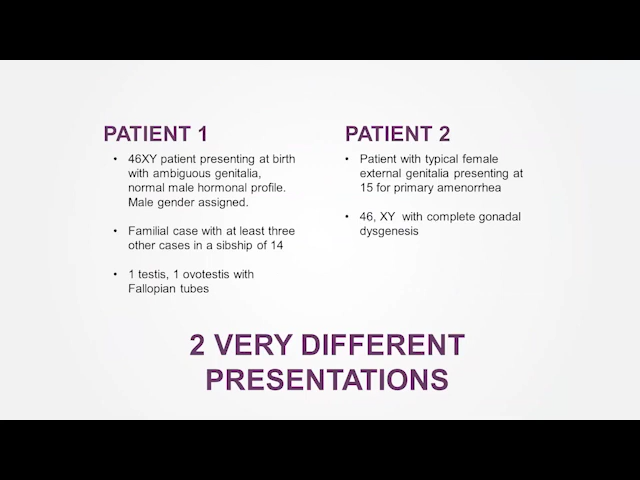 PATIENT 1
• 46XY patient presenting at birth
with ambiguous genitalia,
normal male hormonal profile.
Male gender assigned.
• Familial case with at least three
other cases in a sibship of 14
• 1 testis, 1 ovotestis with
Fallopian tubes
PATIENT 2
• Patient with typical female
external genitalia presenting at
15 for primary amenorrhea
• 46, XY with complete gonadal
dysgenesis
2 VERY DIFFERENT
PRESENTATIONS